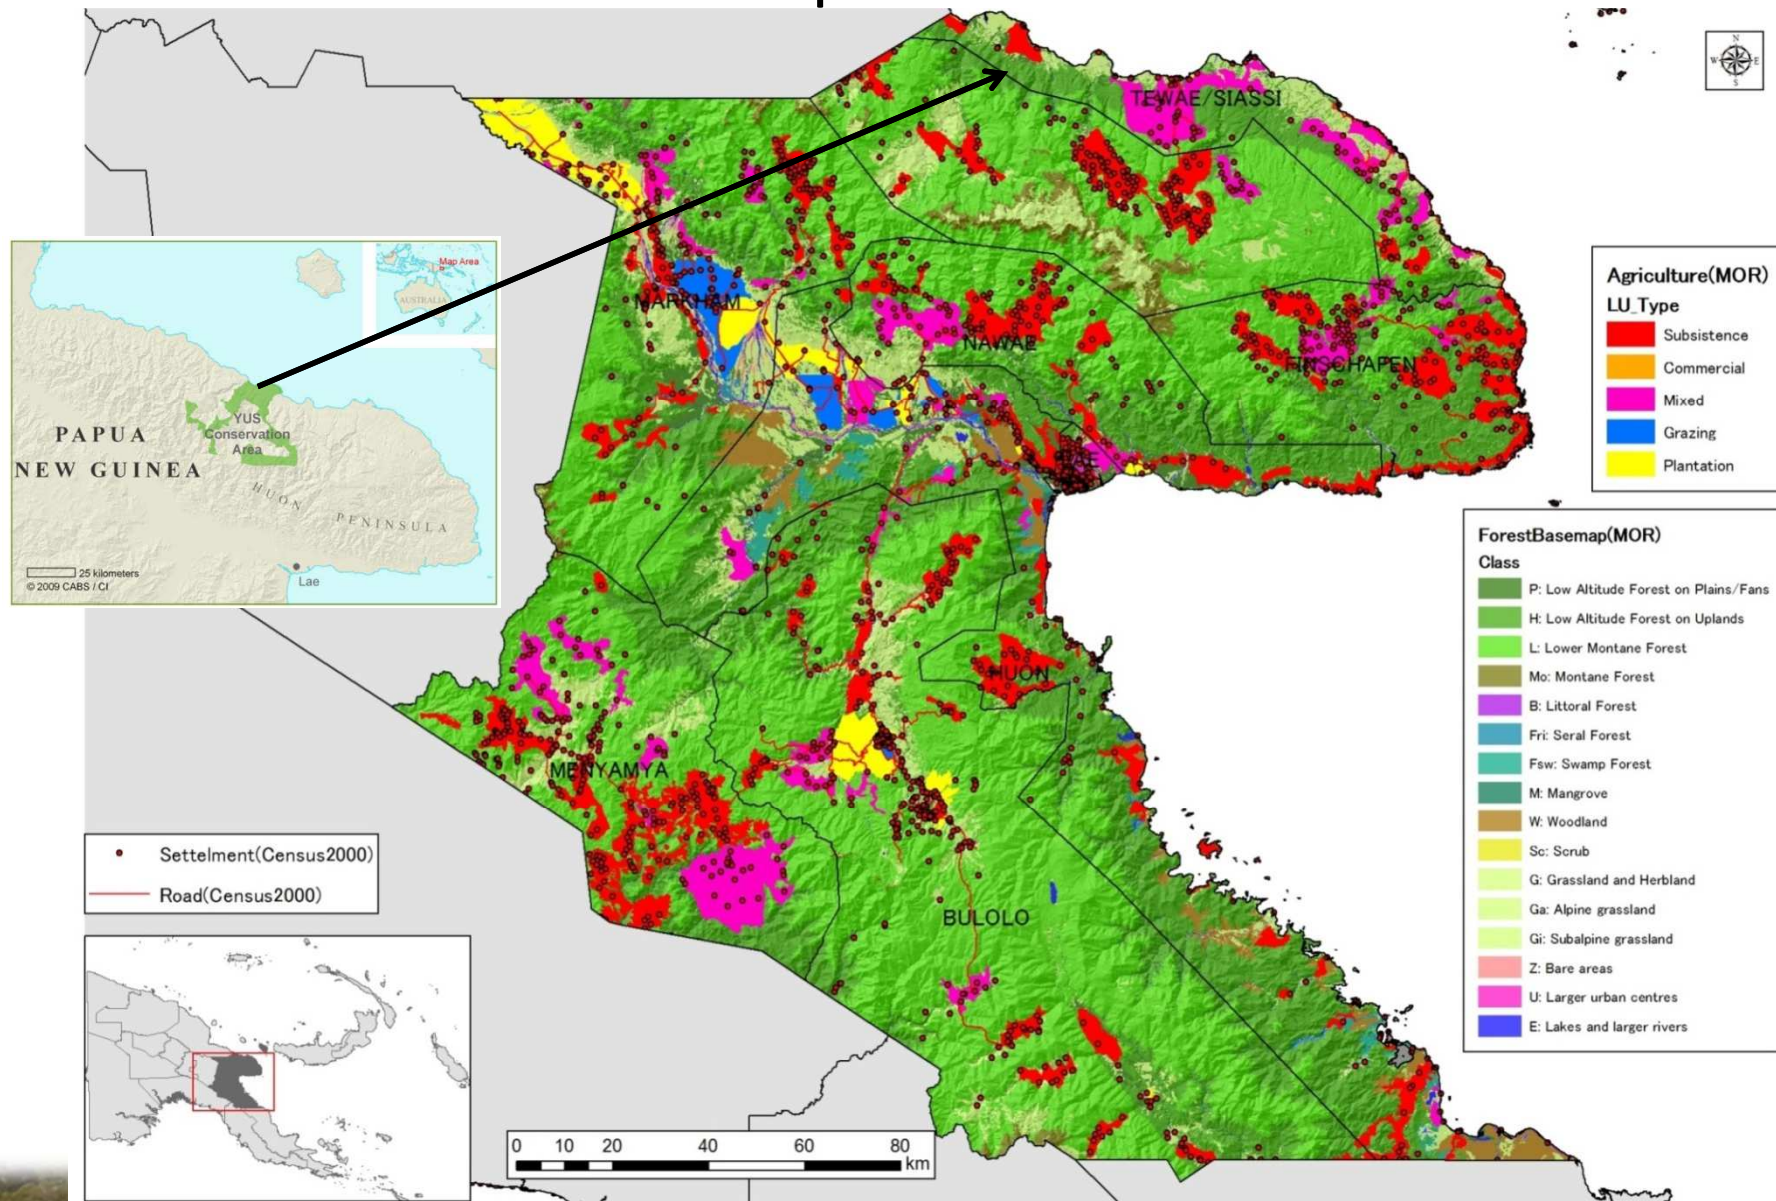 N
W E
S
TEWAE/SIASSI
MARKHAM
NAWAE
FINSCHAFEN
HUON
MENYAMYA
BULOLO
Map Area
AUSTRALIA
YUS
Conservation
Area
PAPUA
NEW GUINEA
HUON PENINSULA
25 kilometers
© 2009 CABS / CI
Lae
Agriculture(MOR)
LU_Type
Subsistence
Commercial
Mixed
Grazing
Plantation
ForestBasemap(MOR)
Class
P: Low Altitude Forest on Plains/Fans
H: Low Altitude Forest on Uplands
L: Lower Montane Forest
Mo: Montane Forest
B: Littoral Forest
Fri: Seral Forest
Fsw: Swamp Forest
M: Mangrove
W: Woodland
Sc: Scrub
G: Grassland and Herbland
Ga: Alpine grassland
Gi: Subalpine grassland
Z: Bare areas
U: Larger urban centres
E: Lakes and larger rivers
Settelment(Census2000)
Road(Census2000)
0 10 20 40 60 80
km